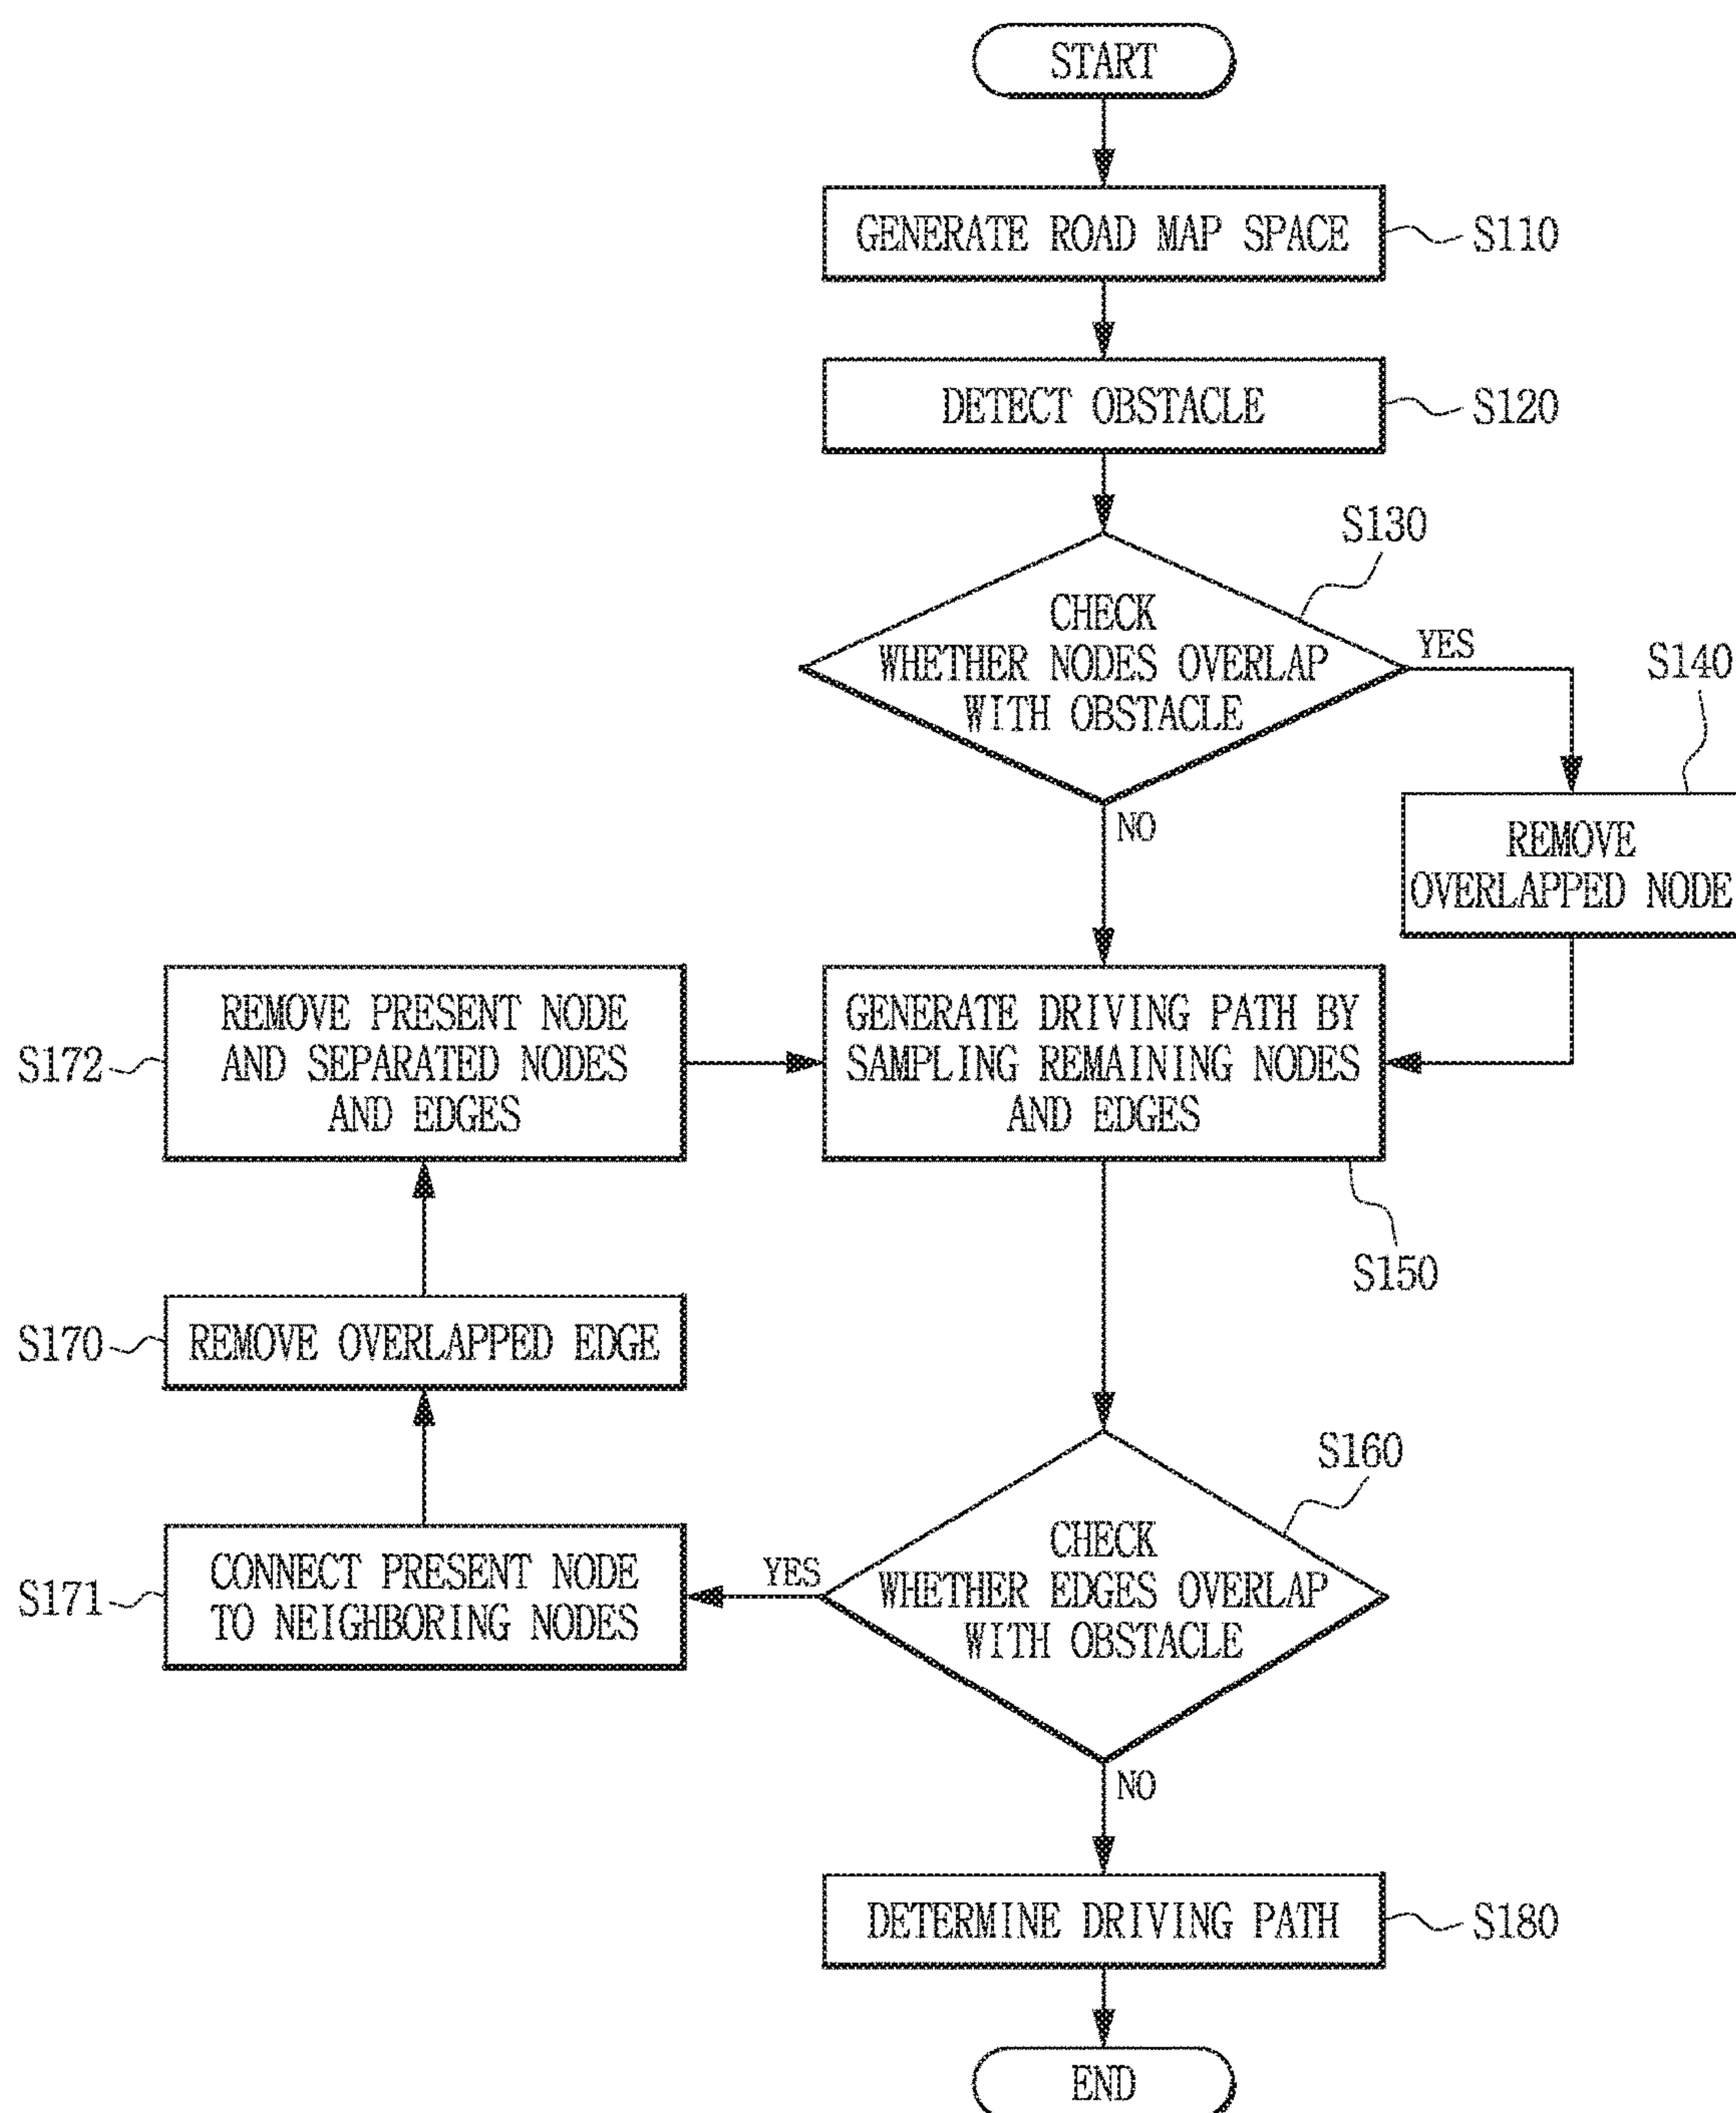 START
GENERATE ROAD MAP SPACE
S110
DETECT OBSTACLE
S120
S130
CHECK
WHETHER NODES OVERLAP
WITH OBSTACLE
YES
S140
NO
REMOVE
OVERLAPPED NODE
S172
REMOVE PRESENT NODE
AND SEPARATED NODES
AND EDGES
GENERATE DRIVING PATH BY
SAMPLING REMAINING NODES
AND EDGES
S150
S170
REMOVE OVERLAPPED EDGE
S160
S171
CONNECT PRESENT NODE
TO NEIGHBORING NODES
YES
CHECK
WHETHER EDGES OVERLAP
WITH OBSTACLE
NO
DETERMINE DRIVING PATH
S180
END